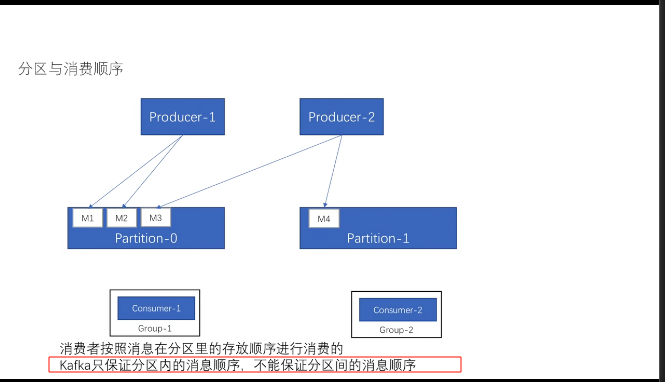 分区与消费顺序
Producer-1
Producer-2
M1
M2
M3
M4
Partition-0
Partition-1
Consumer-1
Consumer-2
Group-1
Group-2
消费者按照消息在分区里的存放顺序进行消费的
Kafka只保证分区内的消息顺序，不能保证分区间的消息顺序